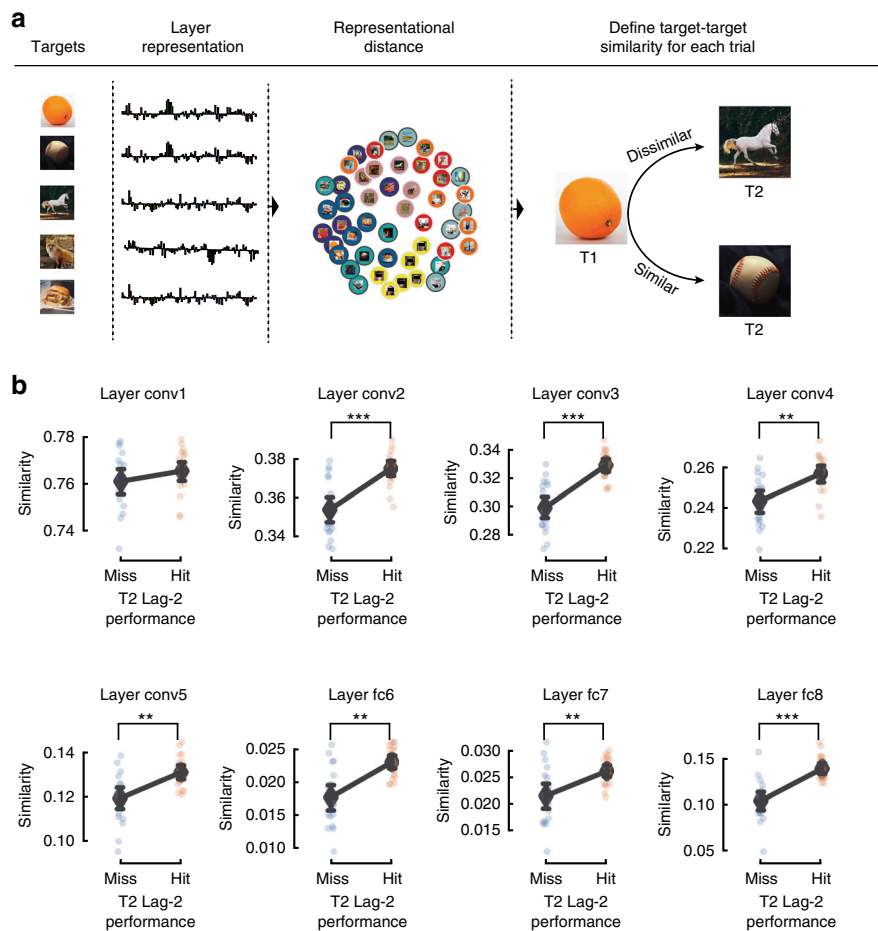 a
Targets
Layer
representation
Representational
distance
Define target-target
similarity for each trial
Dissimilar
T2
T1
Similar
T2
b
Layer conv1
Similarity
0.78
0.76
0.74
Miss Hit
T2 Lag-2
performance
Layer conv2
***
Similarity
0.38
0.36
0.34
Miss Hit
T2 Lag-2
performance
Layer conv3
***
Similarity
0.34
0.32
0.30
0.28
Miss Hit
T2 Lag-2
performance
Layer conv4
**
Similarity
0.26
0.24
0.22
Miss Hit
T2 Lag-2
performance
Layer conv5
**
Similarity
0.14
0.12
0.10
Miss Hit
T2 Lag-2
performance
Layer fc6
**
Similarity
0.025
0.020
0.015
0.010
Miss Hit
T2 Lag-2
performance
Layer fc7
**
Similarity
0.030
0.025
0.020
0.015
Miss Hit
T2 Lag-2
performance
Layer fc8
***
Similarity
0.15
0.10
0.05
Miss Hit
T2 Lag-2
performance